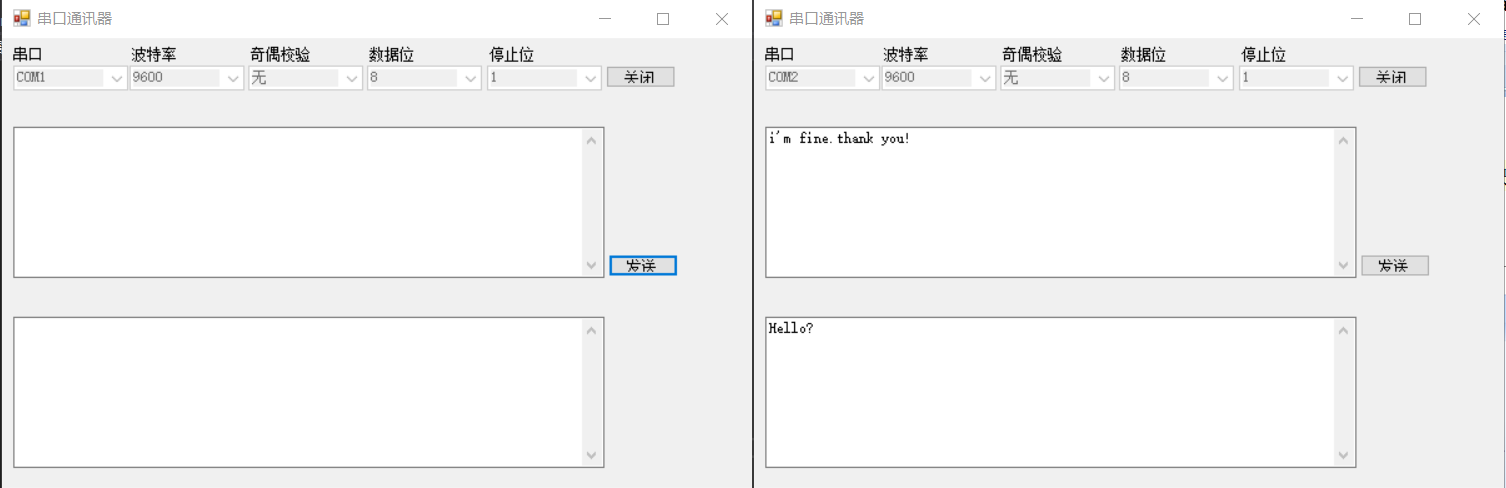 串口通讯器
串口 波特率 奇偶校验 数据位 停止位
COM1 9600 无 8 1 关闭
发送
串口通讯器
串口 波特率 奇偶校验 数据位 停止位
COM2 9600 无 8 1 关闭
i'm fine.thank you!
发送
Hello?